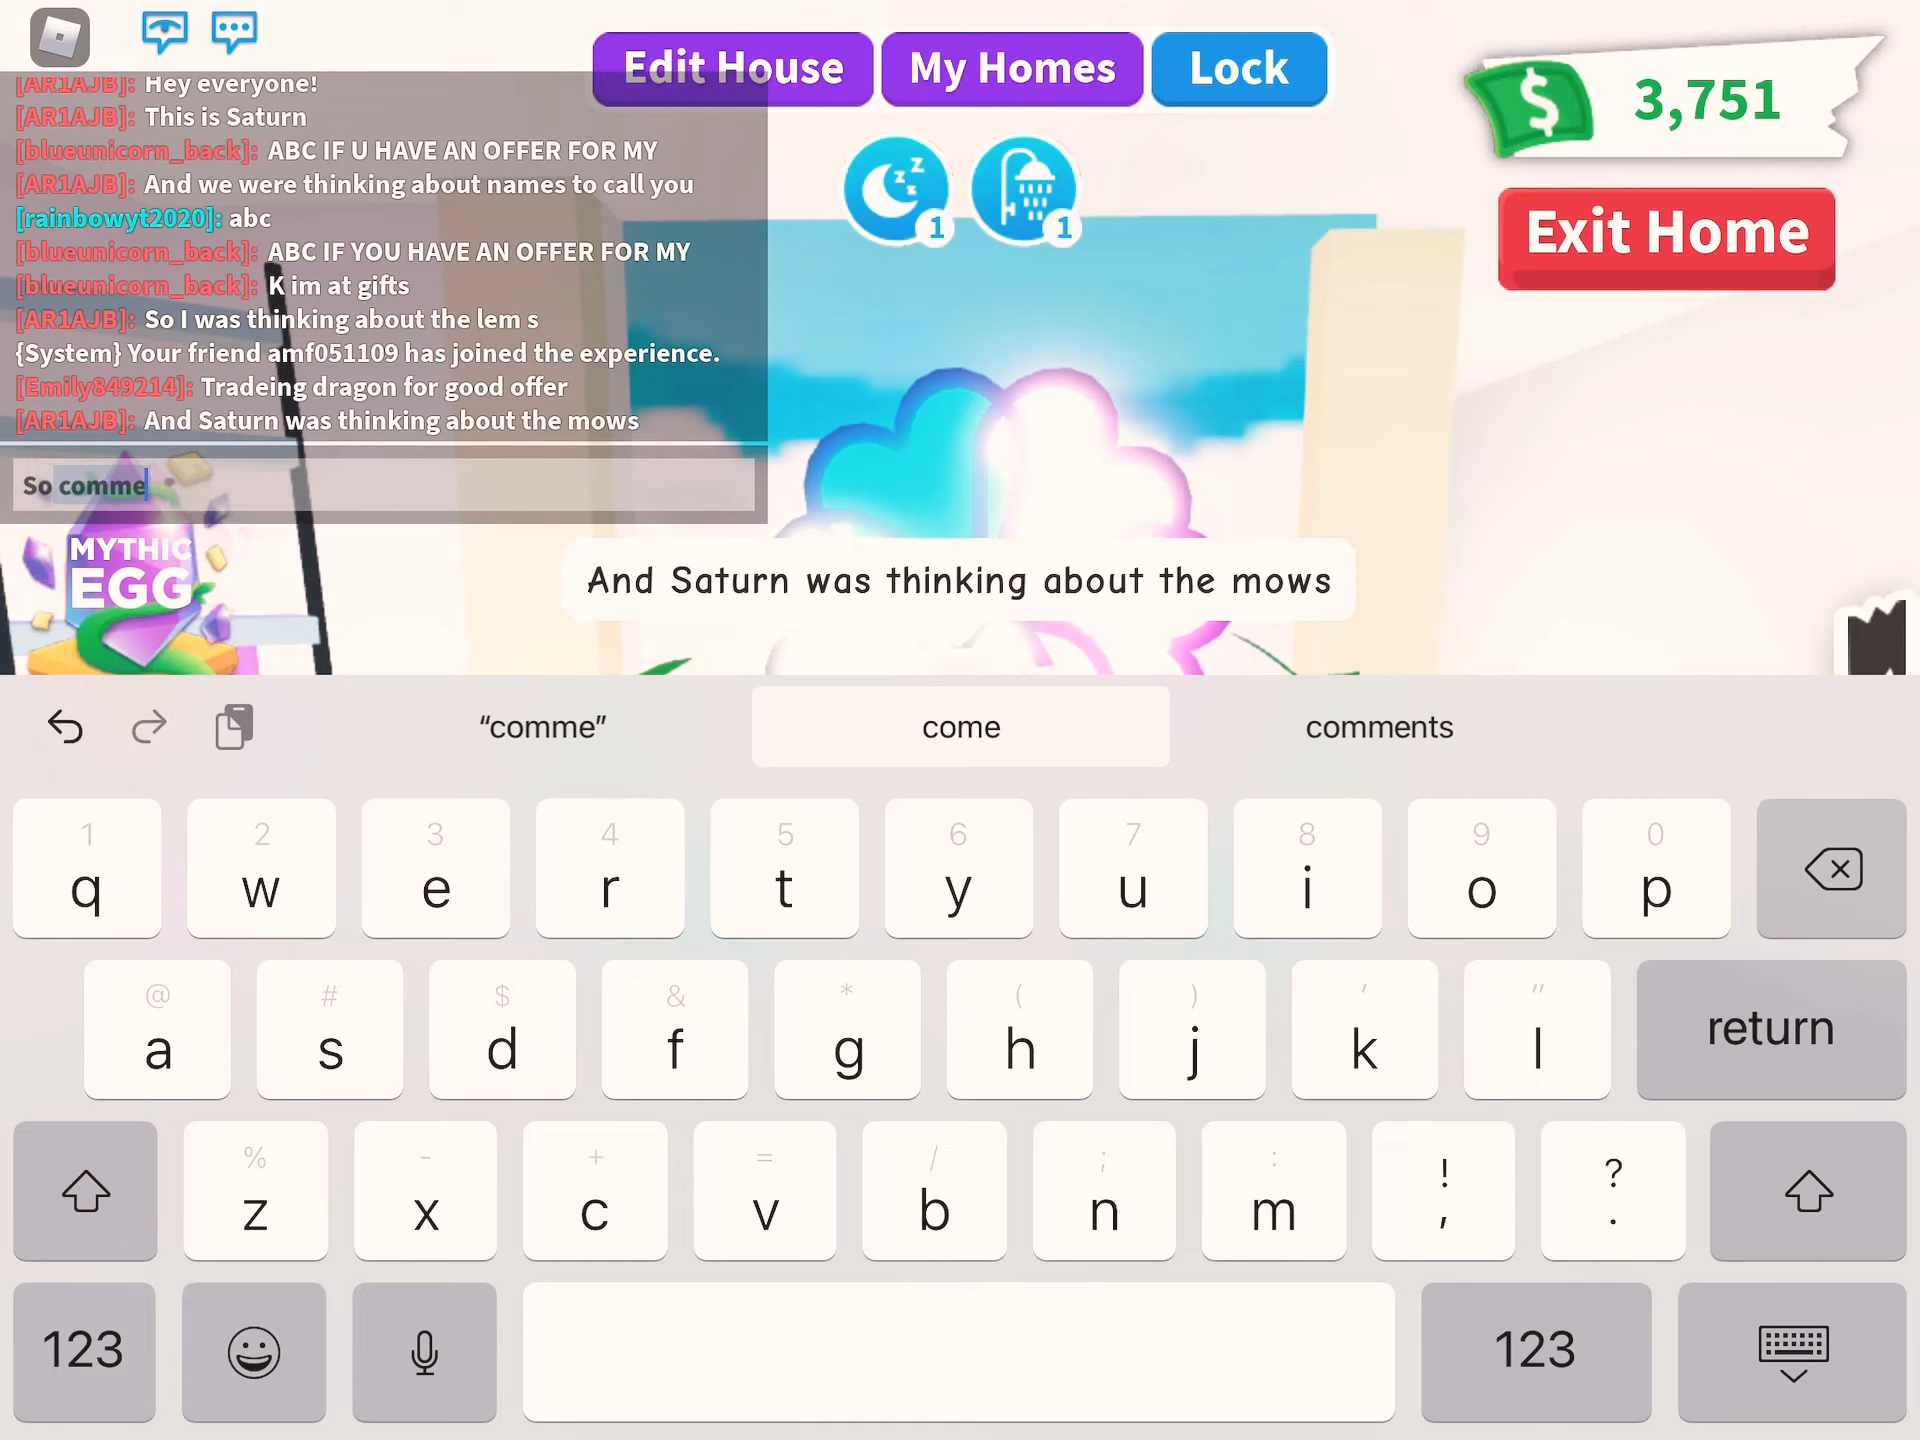 Edit House My Homes Lock
3,751
Exit Home
1 1
[AR1AJB]: Hey everyone!
[AR1AJB]: This is Saturn
[blueunicorn_back]: ABC IF U HAVE AN OFFER FOR MY
[AR1AJB]: And we were thinking about names to call you
[rainbowyt2020]: abc
[blueunicorn_back]: ABC IF YOU HAVE AN OFFER FOR MY
[blueunicorn_back]: K im at gifts
[AR1AJB]: So I was thinking about the lem s
{System} Your friend amf051109 has joined the experience.
[Emily849214]: Tradeing dragon for good offer
[AR1AJB]: And Saturn was thinking about the mows
So comme
MYTHIC
EGG
And Saturn was thinking about the mows
“comme” come comments
1 2 3 4 5 6 7 8 9 0
q w e r t y u i o p
@ # $ & * ( ) ' "
a s d f g h j k l return
% - + = / ; : ! ?
z x c v b n m , .
123 123